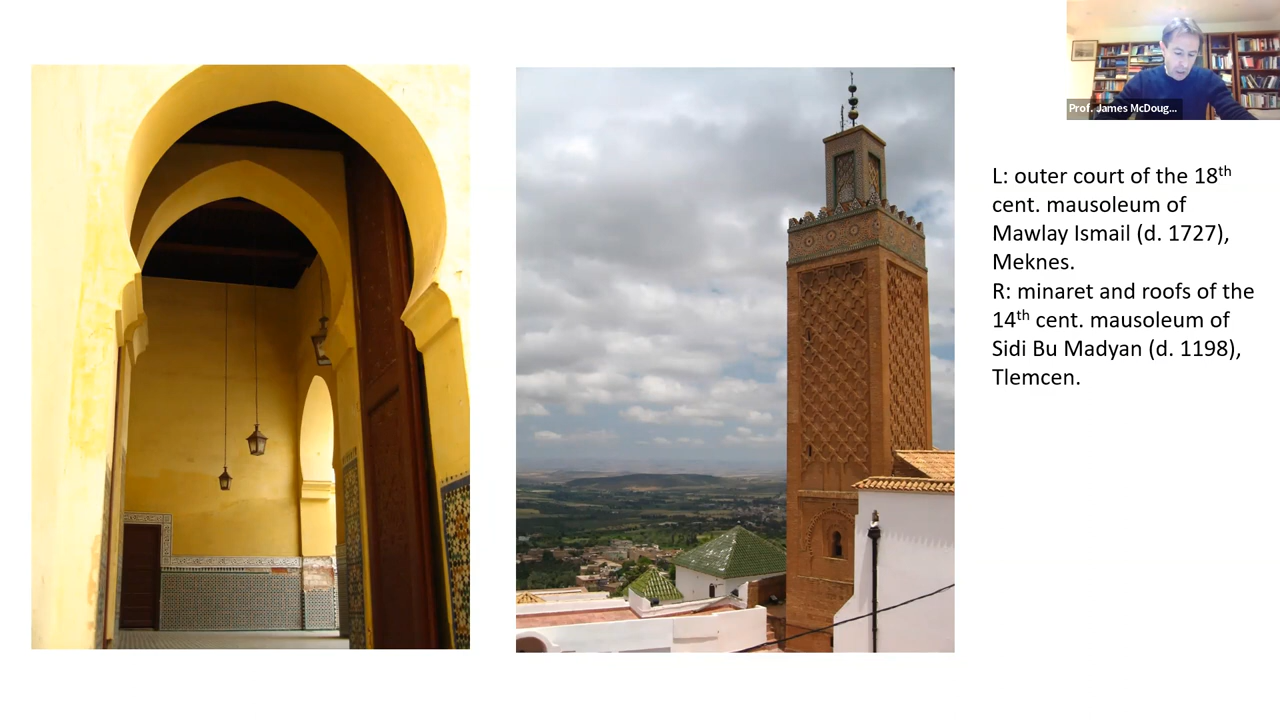 Prof. James McDoug...
L: outer court of the 18th
cent. mausoleum of
Mawlay Ismail (d. 1727),
Meknes.
R: minaret and roofs of the
14th cent. mausoleum of
Sidi Bu Madyan (d. 1198),
Tlemcen.